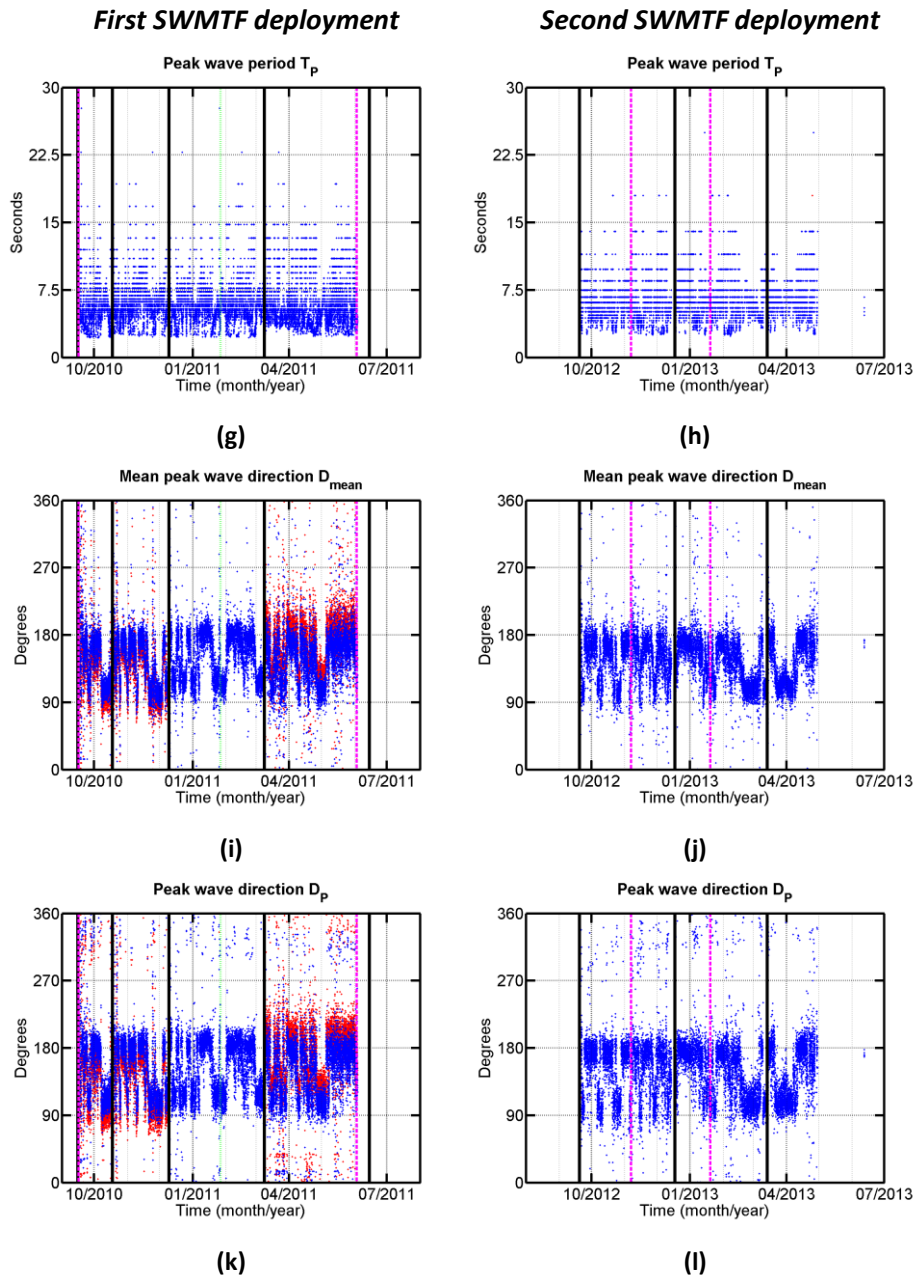 First SWMTF deployment
Second SWMTF deployment
Peak wave period TP
Peak wave period TP
30
22.5
15
7.5
0
Seconds
10/2010 01/2011 04/2011 07/2011
Time (month/year)
30
22.5
15
7.5
0
Seconds
10/2012 01/2013 04/2013 07/2013
Time (month/year)
(g)
(h)
Mean peak wave direction Dmean
Mean peak wave direction Dmean
360
270
180
90
0
Degrees
10/2010 01/2011 04/2011 07/2011
Time (month/year)
360
270
180
90
0
Degrees
10/2012 01/2013 04/2013 07/2013
Time (month/year)
(i)
(j)
Peak wave direction DP
Peak wave direction DP
360
270
180
90
0
Degrees
10/2010 01/2011 04/2011 07/2011
Time (month/year)
360
270
180
90
0
Degrees
10/2012 01/2013 04/2013 07/2013
Time (month/year)
(k)
(l)